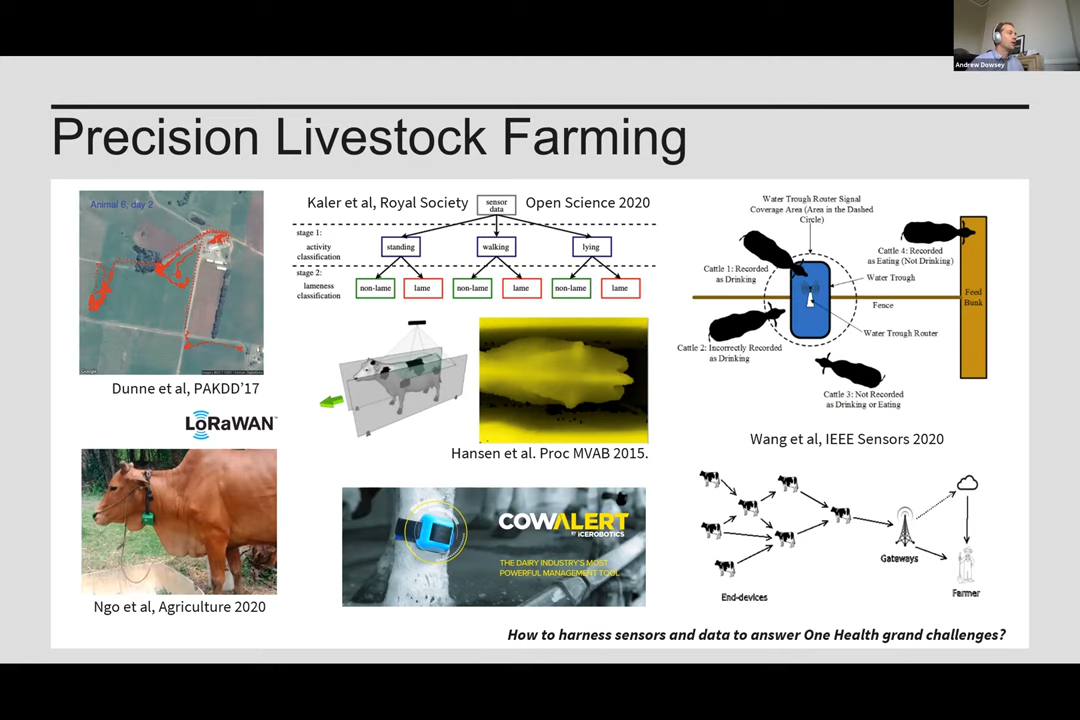 Andrew Dowsey
Precision Livestock Farming
Animal 6, day 2
Google
Dunne et al, PAKDD’17
LoRaWAN™
Ngo et al, Agriculture 2020
Kaler et al, Royal Society
Open Science 2020
sensor
data
stage 1:
activity
classification
standing
walking
lying
stage 2:
lameness
classification
non-lame
lame
non-lame
lame
non-lame
lame
Hansen et al. Proc MVAB 2015.
COWALERT
BY ICEROBOTICS
THE DAIRY INDUSTRY'S MOST
POWERFUL MANAGEMENT TOOL
Water Trough Router Signal
Coverage Area (Area in the Dashed
Circle)
Cattle 4: Recorded
as Eating (Not Drinking)
Cattle 1: Recorded
as Drinking
Water Trough
Feed
Bunk
Fence
Water Trough Router
Cattle 2: Incorrectly Recorded
as Drinking
Cattle 3: Not Recorded
as Drinking or Eating
Wang et al, IEEE Sensors 2020
Gateways
End-devices
Farmer
How to harness sensors and data to answer One Health grand challenges?